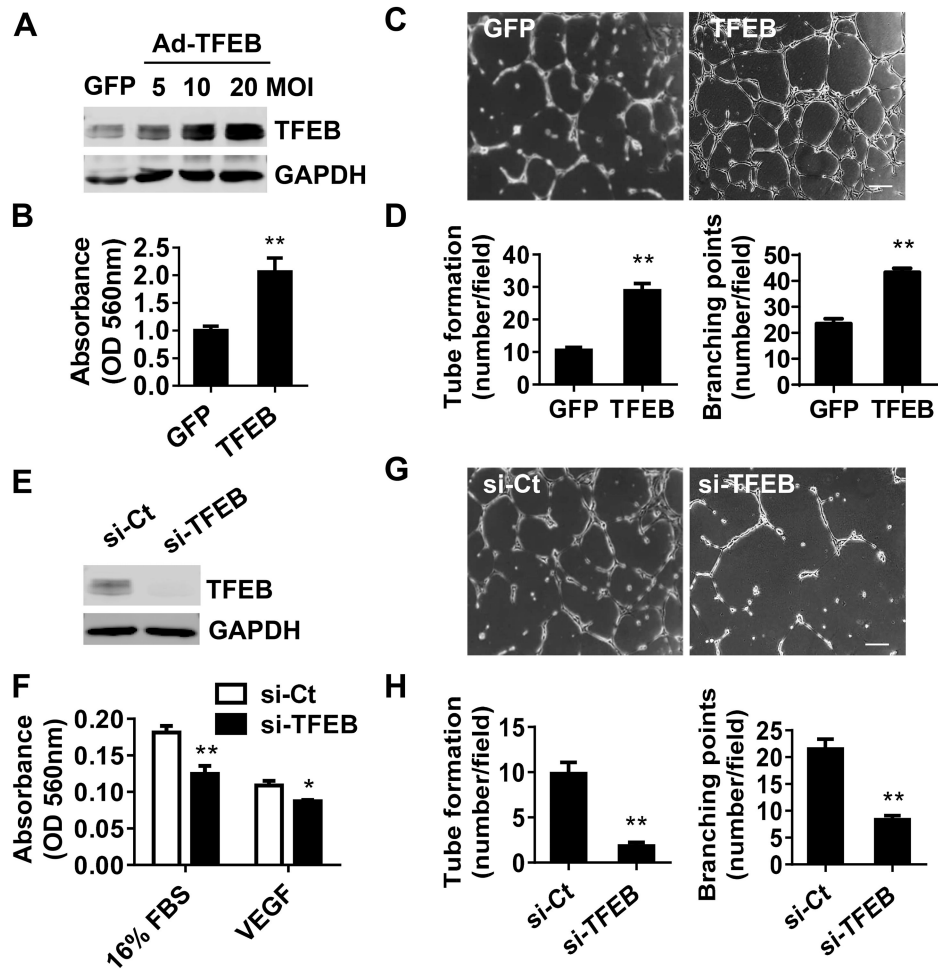 A
Ad-TFEB
GFP 5 10 20 MOI
TFEB
GAPDH
B
Absorbance
(OD 560nm)
2.5
2.0
1.5
1.0
0.5
0.0
**
GFP
TFEB
C
GFP
TFEB
D
Tube formation
(number/field)
40
30
20
10
0
**
GFP TFEB
Branching points
(number/field)
50
40
30
20
10
0
**
GFP TFEB
E
si-Ct
si-TFEB
TFEB
GAPDH
F
si-Ct
si-TFEB
Absorbance
(OD 560nm)
0.20
0.15
0.10
0.05
0.00
**
*
16% FBS
VEGF
G
si-Ct
si-TFEB
H
Tube formation
(number/field)
15
10
5
0
**
si-Ct
si-TFEB
Branching points
(number/field)
25
20
15
10
5
0
**
si-Ct
si-TFEB